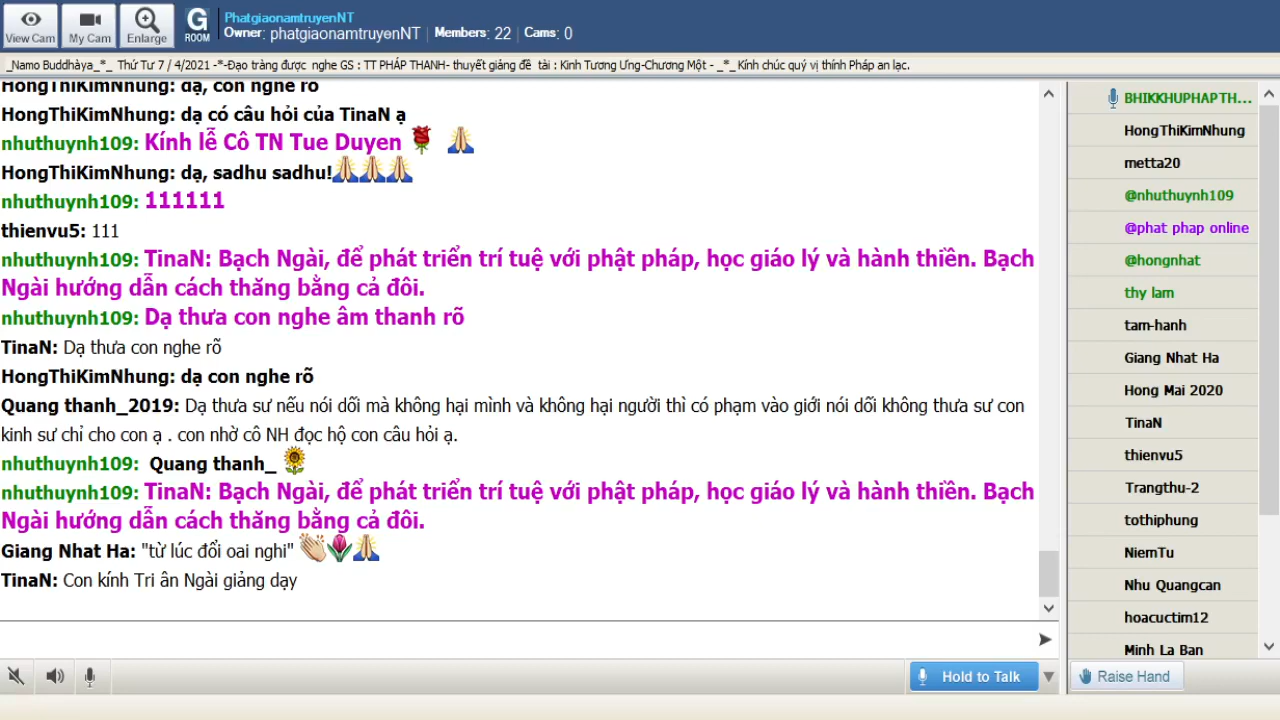 View Cam
My Cam
Enlarge
G
ROOM
PhatgiaonamtruyenNT
Owner: phatgiaonamtruyenNT | Members: 22 | Cams: 0
_Namo Buddhàya_*_ Thứ Tư 7 / 4/2021 -*-Đạo tràng được nghe GS : TT PHÁP THANH- thuyết giảng đề tài : Kinh Tương Ưng-Chương Một - _*_Kính chúc quý vị thính Pháp an lạc.
HongThiKimNhung: dạ, con nghe rõ
HongThiKimNhung: dạ có câu hỏi của TinaN ạ
nhuthuynh109: Kính lễ Cô TN Tue Duyen
HongThiKimNhung: dạ, sadhu sadhu!
nhuthuynh109: 111111
thienvu5: 111
nhuthuynh109: TinaN: Bạch Ngài, để phát triển trí tuệ với phật pháp, học giáo lý và hành thiền. Bạch
Ngài hướng dẫn cách thăng bằng cả đôi.
nhuthuynh109: Dạ thưa con nghe âm thanh rõ
TinaN: Dạ thưa con nghe rõ
HongThiKimNhung: dạ con nghe rõ
Quang thanh_2019: Dạ thưa sư nếu nói dối mà không hại mình và không hại người thì có phạm vào giới nói dối không thưa sư con
kinh sư chỉ cho con ạ . con nhờ cô NH đọc hộ con câu hỏi ạ.
nhuthuynh109: Quang thanh_
nhuthuynh109: TinaN: Bạch Ngài, để phát triển trí tuệ với phật pháp, học giáo lý và hành thiền. Bạch
Ngài hướng dẫn cách thăng bằng cả đôi.
Giang Nhat Ha: "từ lúc đổi oai nghi"
TinaN: Con kính Tri ân Ngài giảng dạy
Hold to Talk
BHIKKHUPHAPTH...
HongThiKimNhung
metta20
@nhuthuynh109
@phat phap online
@hongnhat
thy lam
tam-hanh
Giang Nhat Ha
Hong Mai 2020
TinaN
thienvu5
Trangthu-2
tothiphung
NiemTu
Nhu Quangcan
hoacuctim12
Minh La Ban
Raise Hand